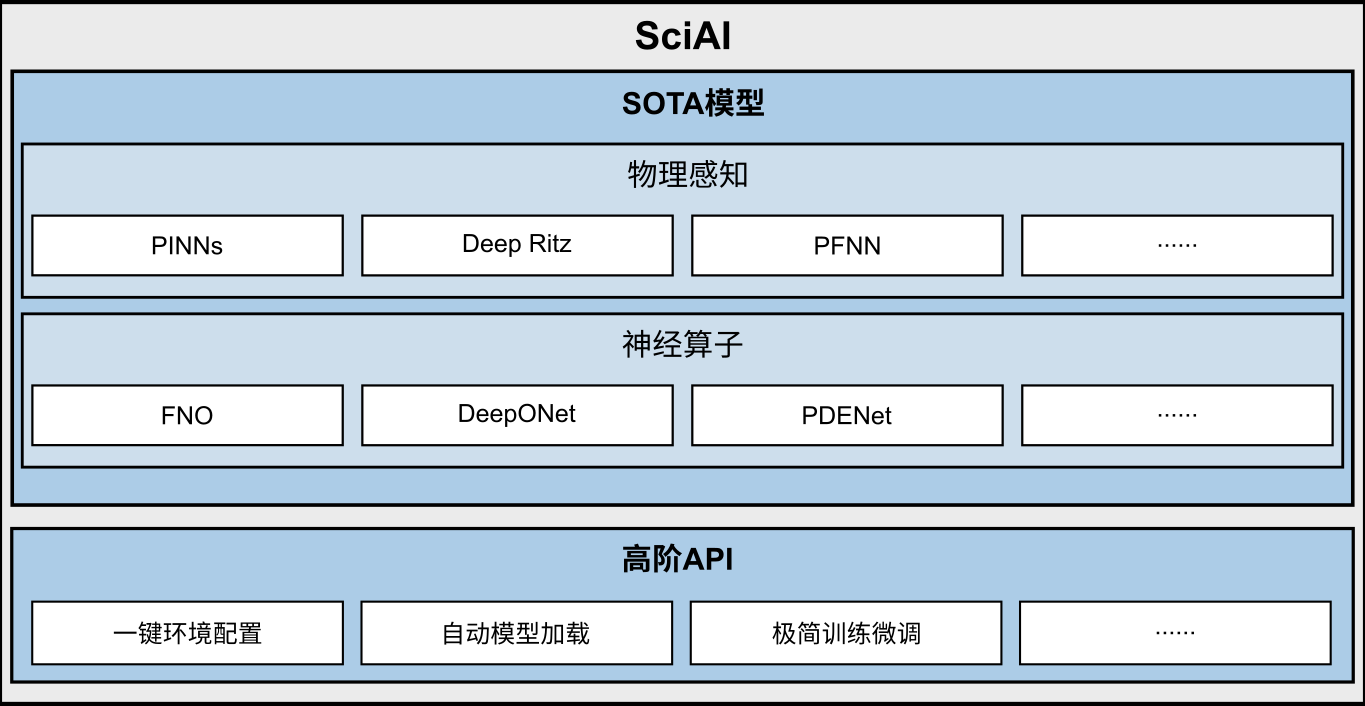 SciAI
SOTA模型
物理感知
PINNs
Deep Ritz
PFNN
······
神经算子
FNO
DeepONet
PDENet
······
高阶API
一键环境配置
自动模型加载
极简训练微调
······